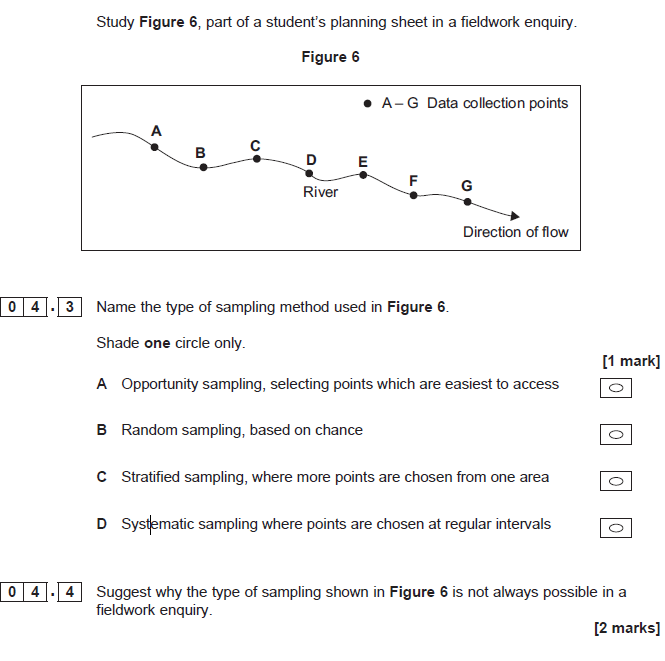 Study Figure 6, part of a student's planning sheet in a fieldwork enquiry.
Figure 6
A – G Data collection points
A
B
C
D
E
F
G
River
Direction of flow
0 4 . 3 Name the type of sampling method used in Figure 6.
Shade one circle only.
[1 mark]
A Opportunity sampling, selecting points which are easiest to access
B Random sampling, based on chance
C Stratified sampling, where more points are chosen from one area
D Systematic sampling where points are chosen at regular intervals
0 4 . 4 Suggest why the type of sampling shown in Figure 6 is not always possible in a
fieldwork enquiry.
[2 marks]